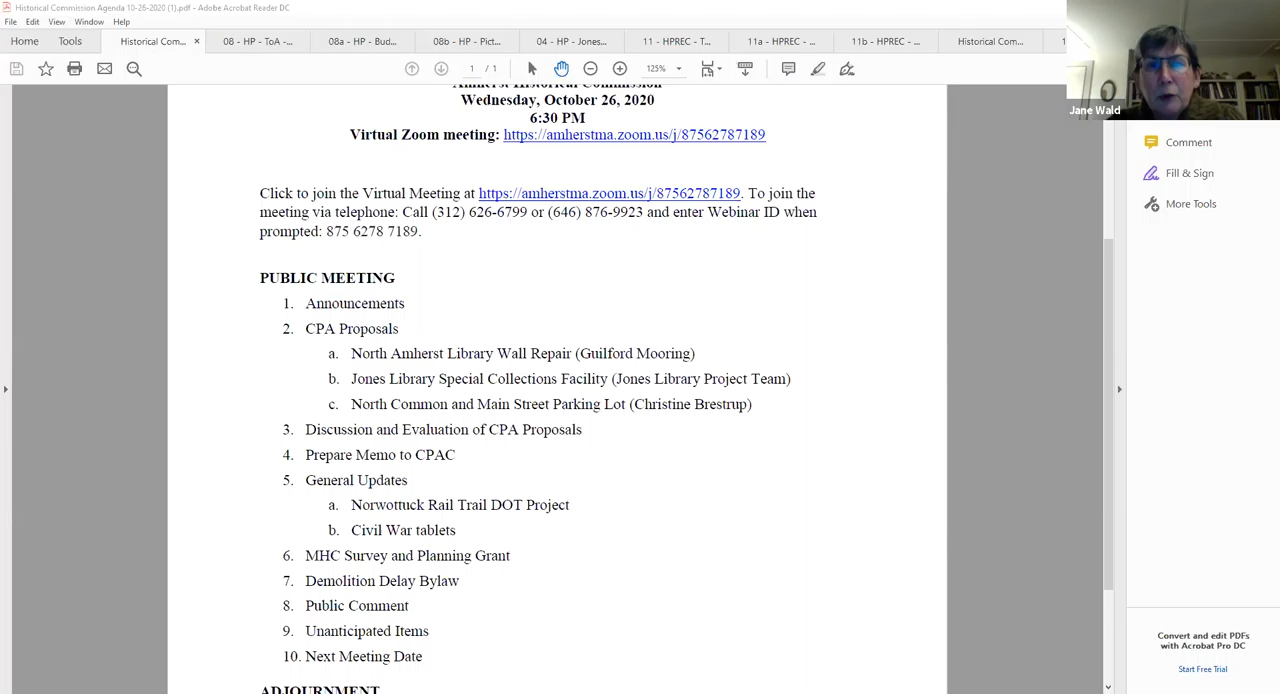 Historical Commission Agenda 10-26-2020 (1).pdf - Adobe Acrobat Reader DC
File Edit View Window Help
Home Tools Historical Com... × 08 - HP - ToA -... 08a - HP - Bud... 08b - HP - Pict... 04 - HP - Jones... 11 - HPREC - T... 11a - HPREC - ... 11b - HPREC - ... Historical Com...
/ 1 125%
Jane Wald
Amherst Historical Commission
Wednesday, October 26, 2020
6:30 PM
Virtual Zoom meeting: https://amherstma.zoom.us/j/87562787189
Click to join the Virtual Meeting at https://amherstma.zoom.us/j/87562787189. To join the
meeting via telephone: Call (312) 626-6799 or (646) 876-9923 and enter Webinar ID when
prompted: 875 6278 7189.
PUBLIC MEETING
1. Announcements
2. CPA Proposals
a. North Amherst Library Wall Repair (Guilford Mooring)
b. Jones Library Special Collections Facility (Jones Library Project Team)
c. North Common and Main Street Parking Lot (Christine Brestrup)
3. Discussion and Evaluation of CPA Proposals
4. Prepare Memo to CPAC
5. General Updates
a. Norwottuck Rail Trail DOT Project
b. Civil War tablets
6. MHC Survey and Planning Grant
7. Demolition Delay Bylaw
8. Public Comment
9. Unanticipated Items
10. Next Meeting Date
ADJOURNMENT
Comment
Fill & Sign
More Tools
Convert and edit PDFs
with Acrobat Pro DC
Start Free Trial